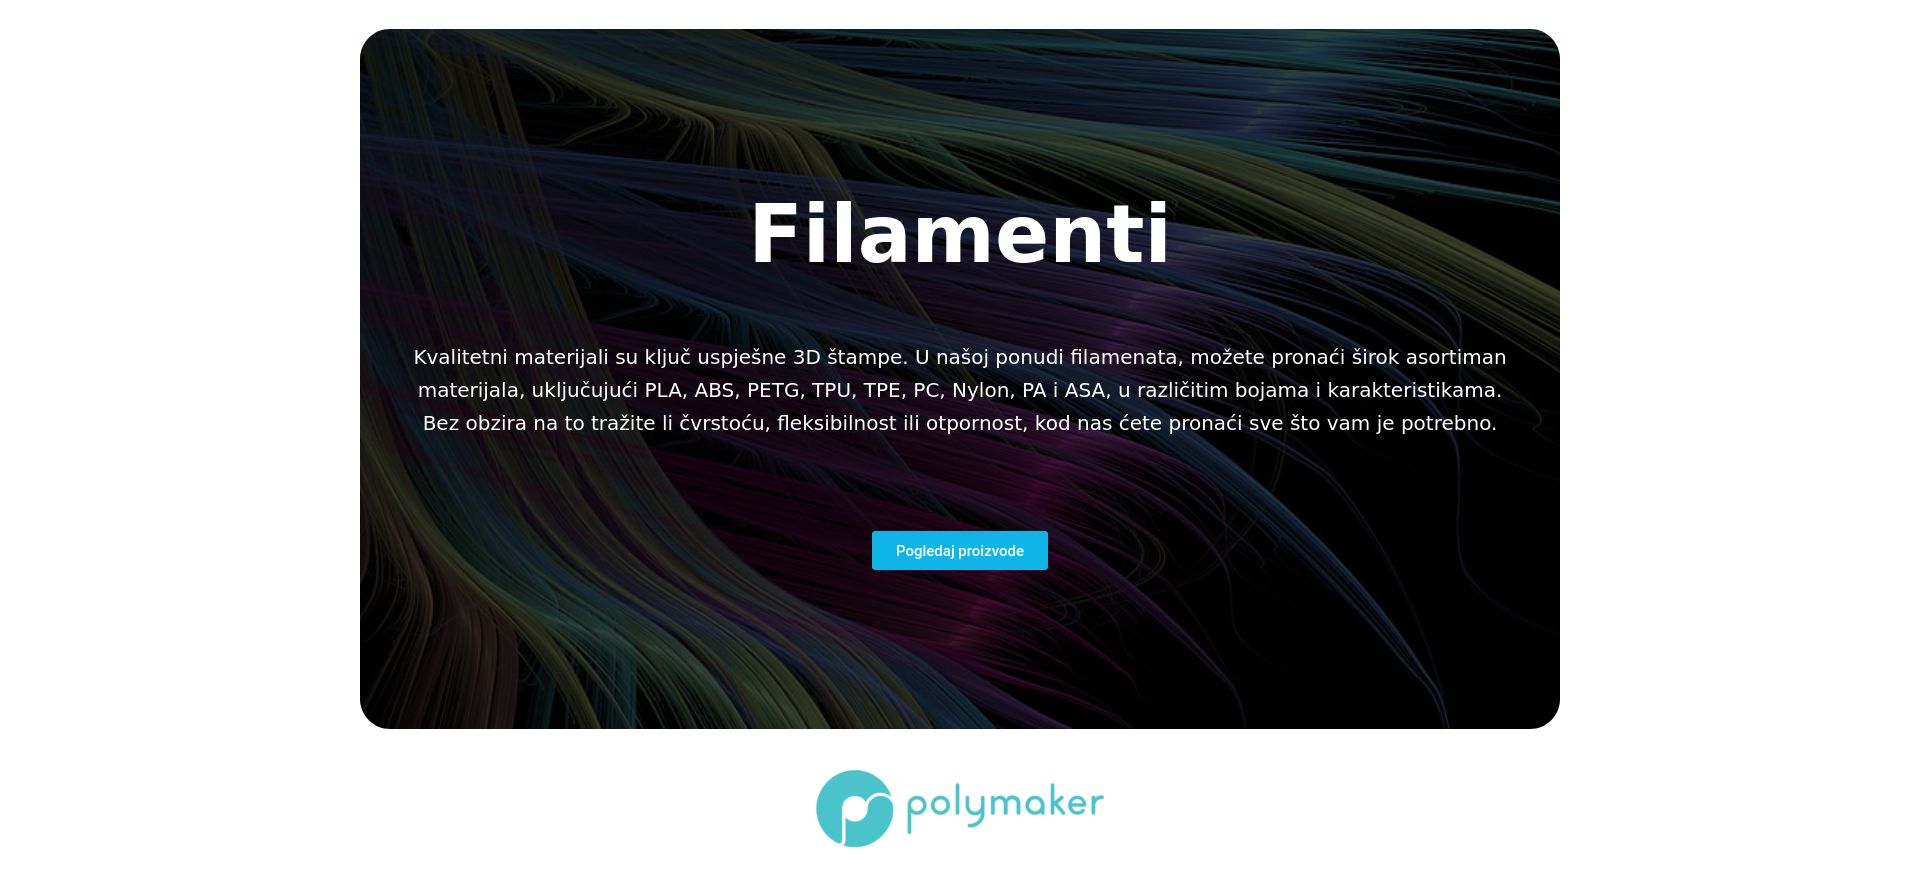 Filamenti
Kvalitetni materijali su ključ uspješne 3D štampe. U našoj ponudi filamenata, možete pronaći širok asortiman
materijala, uključujući PLA, ABS, PETG, TPU, TPE, PC, Nylon, PA i ASA, u različitim bojama i karakteristikama.
Bez obzira na to tražite li čvrstoću, fleksibilnost ili otpornost, kod nas ćete pronaći sve što vam je potrebno.
Pogledaj proizvode
polymaker